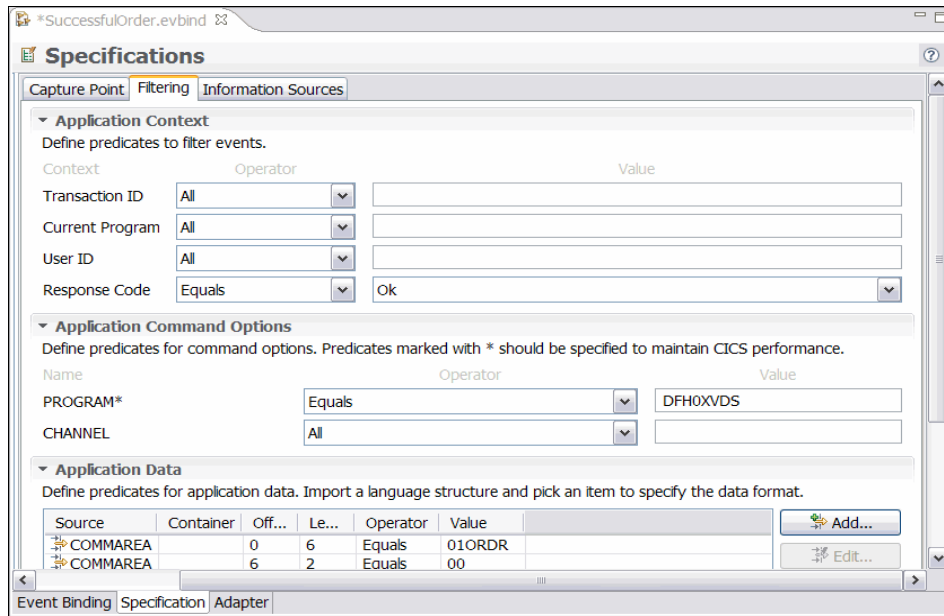 *SuccessfulOrder.evbind
Specifications
Capture Point Filtering Information Sources
Application Context
Define predicates to filter events.
Context Operator Value
Transaction ID All
Current Program All
User ID All
Response Code Equals Ok
Application Command Options
Define predicates for command options. Predicates marked with * should be specified to maintain CICS performance.
Name Operator Value
PROGRAM* Equals DFH0XVDS
CHANNEL All
Application Data
Define predicates for application data. Import a language structure and pick an item to specify the data format.
Source Container Off... Le... Operator Value
COMMAREA 0 6 Equals 01ORDR
COMMAREA 6 2 Equals 00
Add...
Edit...
Event Binding Specification Adapter